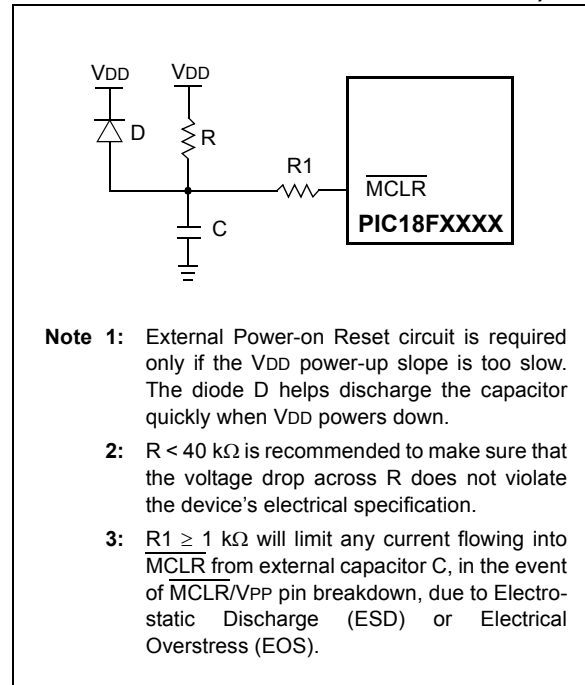 VDD VDD
D
R
R1
MCLR
PIC18FXXXX
C
Note 1: External Power-on Reset circuit is required
only if the VDD power-up slope is too slow.
The diode D helps discharge the capacitor
quickly when VDD powers down.
2: R < 40 kΩ is recommended to make sure that
the voltage drop across R does not violate
the device's electrical specification.
3: R1 ≥ 1 kΩ will limit any current flowing into
MCLR from external capacitor C, in the event
of MCLR/VPP pin breakdown, due to Electro-
static Discharge (ESD) or Electrical
Overstress (EOS).